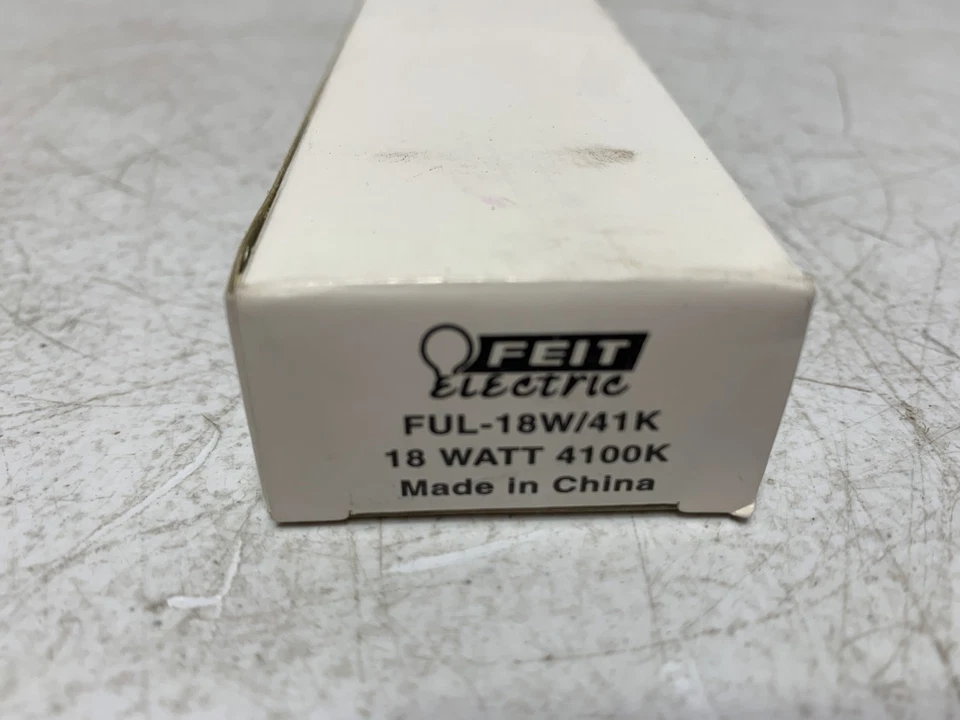 FEIT
ELECTRIC
FUL-18W/41K
18 WATT 4100K
Made in China